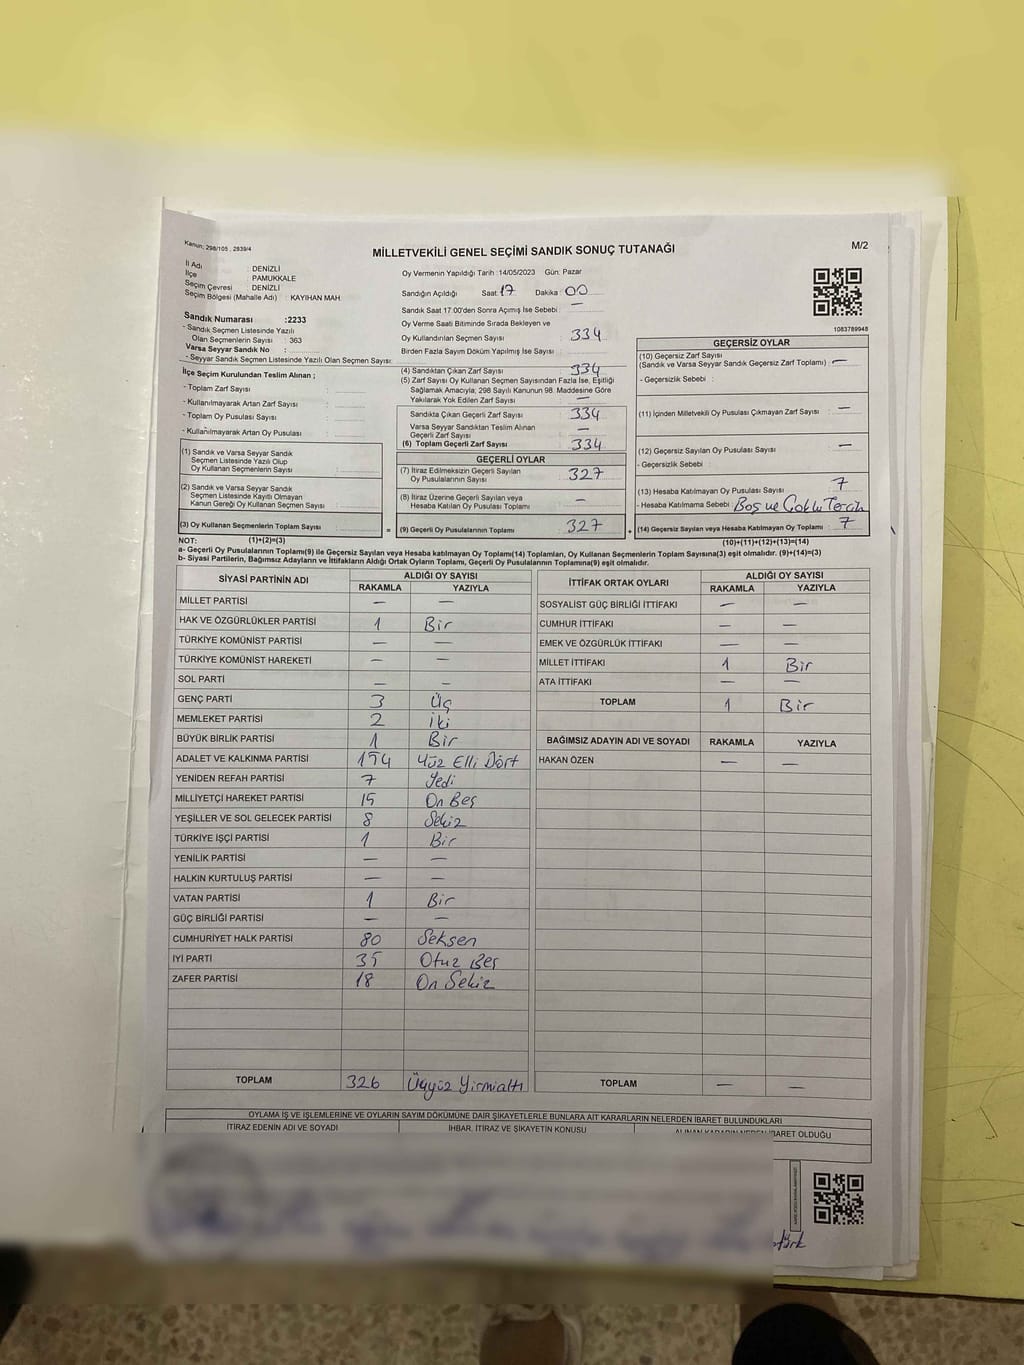 Kanun: 298/105 , 2839/4
MİLLETVEKİLİ GENEL SEÇİMİ SANDIK SONUÇ TUTANAĞI
M/2
İl Adı : DENİZLİ
İlçe : PAMUKKALE
Seçim Çevresi : DENİZLİ
Seçim Bölgesi (Mahalle Adı) : KAYIHAN MAH.
Sandık Numarası :2233
- Sandık Seçmen Listesinde Yazılı
Olan Seçmenlerin Sayısı : 363
Varsa Seyyar Sandık No :
- Seyyar Sandık Seçmen Listesinde Yazılı Olan Seçmen Sayısı:
İlçe Seçim Kurulundan Teslim Alınan ;
- Toplam Zarf Sayısı :
- Kullanılmayarak Artan Zarf Sayısı :
- Toplam Oy Pusulası Sayısı :
- Kullanılmayarak Artan Oy Pusulası :
(1) Sandık ve Varsa Seyyar Sandık
Seçmen Listesinde Yazılı Olup
Oy Kullanan Seçmenlerin Sayısı :
(2) Sandık ve Varsa Seyyar Sandık
Seçmen Listesinde Kayıtlı Olmayan
Kanun Gereği Oy Kullanan Seçmen Sayısı :
(3) Oy Kullanan Seçmenlerin Toplam Sayısı :
(1)+(2)=(3)
Oy Vermenin Yapıldığı Tarih :14/05/2023 Gün: Pazar
Sandığın Açıldığı Saat: 17 Dakika: 00
Sandık Saat 17.00'den Sonra Açılmış İse Sebebi : —
Oy Verme Saati Bitiminde Sırada Bekleyen ve
Oy Kullandırılan Seçmen Sayısı : 334
Birden Fazla Sayım Döküm Yapılmış İse Sayısı :
(4) Sandıktan Çıkan Zarf Sayısı : 334
(5) Zarf Sayısı Oy Kullanan Seçmen Sayısından Fazla İse, Eşitliği
Sağlamak Amacıyla; 298 Sayılı Kanunun 98. Maddesine Göre
Yakılarak Yok Edilen Zarf Sayısı : —
Sandıkta Çıkan Geçerli Zarf Sayısı : 334
Varsa Seyyar Sandıktan Teslim Alınan
Geçerli Zarf Sayısı : —
(6) Toplam Geçerli Zarf Sayısı : 334
GEÇERLİ OYLAR
(7) İtiraz Edilmeksizin Geçerli Sayılan
Oy Pusulalarının Sayısı : 327
(8) İtiraz Üzerine Geçerli Sayılan veya
Hesaba Katılan Oy Pusulası Toplamı : —
= (9) Geçerli Oy Pusulalarının Toplamı : 327 +
1083789948
GEÇERSİZ OYLAR
(10) Geçersiz Zarf Sayısı
(Sandık ve Varsa Seyyar Sandık Geçersiz Zarf Toplamı) : —
- Geçersizlik Sebebi :
(11) İçinden Milletvekili Oy Pusulası Çıkmayan Zarf Sayısı : —
(12) Geçersiz Sayılan Oy Pusulası Sayısı : —
- Geçersizlik Sebebi
(13) Hesaba Katılmayan Oy Pusulası Sayısı : 7
- Hesaba Katılmama Sebebi : Boş ve Çoklu Tercih
(14) Geçersiz Sayılan veya Hesaba Katılmayan Oy Toplamı : 7
(10)+(11)+(12)+(13)=(14)
NOT:
a- Geçerli Oy Pusulalarının Toplamı(9) ile Geçersiz Sayılan veya Hesaba katılmayan Oy Toplamı(14) Toplamları, Oy Kullanan Seçmenlerin Toplam Sayısına(3) eşit olmalıdır. (9)+(14)=(3)
b- Siyasi Partilerin, Bağımsız Adayların ve İttifakların Aldığı Ortak Oyların Toplamı, Geçerli Oy Pusulalarının Toplamına(9) eşit olmalıdır.
SİYASİ PARTİNİN ADI ALDIĞI OY SAYISI
RAKAMLA YAZIYLA
MİLLET PARTİSİ — —
HAK VE ÖZGÜRLÜKLER PARTİSİ 1 Bir
TÜRKİYE KOMÜNİST PARTİSİ — —
TÜRKİYE KOMÜNİST HAREKETİ — —
SOL PARTİ — —
GENÇ PARTİ 3 Üç
MEMLEKET PARTİSİ 2 iki
BÜYÜK BİRLİK PARTİSİ 1 Bir
ADALET VE KALKINMA PARTİSİ 154 Yüz Elli Dört
YENİDEN REFAH PARTİSİ 7 Yedi
MİLLİYETÇİ HAREKET PARTİSİ 15 On Beş
YEŞİLLER VE SOL GELECEK PARTİSİ 8 Sekiz
TÜRKİYE İŞÇİ PARTİSİ 1 Bir
YENİLİK PARTİSİ — —
HALKIN KURTULUŞ PARTİSİ — —
VATAN PARTİSİ 1 Bir
GÜÇ BİRLİĞİ PARTİSİ — —
CUMHURİYET HALK PARTİSİ 80 Seksen
İYİ PARTİ 35 Otuz Beş
ZAFER PARTİSİ 18 On Sekiz
TOPLAM 326 Üçyüz Yirmialtı
İTTİFAK ORTAK OYLARI ALDIĞI OY SAYISI
RAKAMLA YAZIYLA
SOSYALİST GÜÇ BİRLİĞİ İTTİFAKI — —
CUMHUR İTTİFAKI — —
EMEK VE ÖZGÜRLÜK İTTİFAKI — —
MİLLET İTTİFAKI 1 Bir
ATA İTTİFAKI — —
TOPLAM 1 Bir
BAĞIMSIZ ADAYIN ADI VE SOYADI RAKAMLA YAZIYLA
HAKAN ÖZEN — —
TOPLAM — —
OYLAMA İŞ VE İŞLEMLERİNE VE OYLARIN SAYIM DÖKÜMÜNE DAİR ŞİKAYETLERLE BUNLARA AİT KARARLARIN NELERDEN İBARET BULUNDUKLARI
İTİRAZ EDENİN ADI VE SOYADI İHBAR, İTİRAZ VE ŞİKAYETİN KONUSU ALINAN KARARIN NEDEN İBARET OLDUĞU